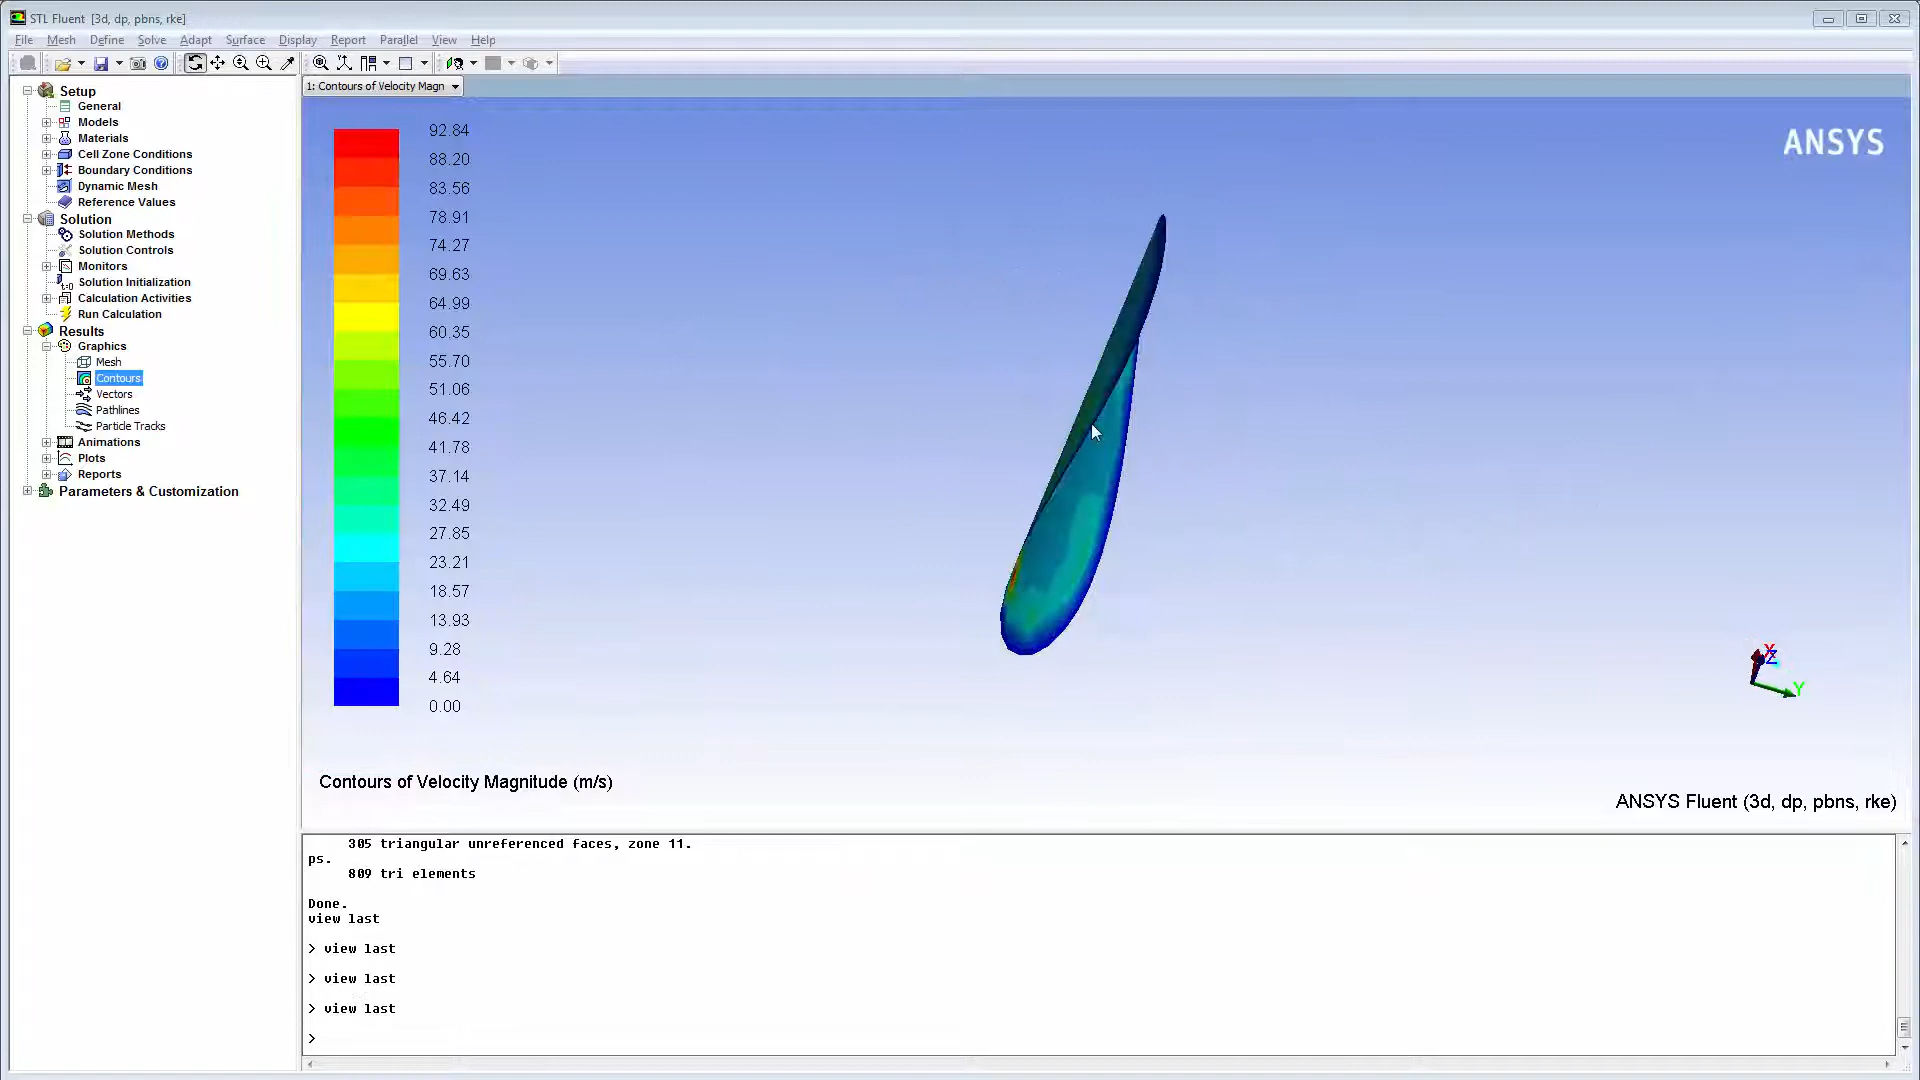 STL Fluent  [3d, dp, pbns, rke]
File Mesh Define Solve Adapt Surface Display Report Parallel View Help
1: Contours of Velocity Magn
Setup
General
Models
Materials
Cell Zone Conditions
Boundary Conditions
Dynamic Mesh
Reference Values
Solution
Solution Methods
Solution Controls
Monitors
Solution Initialization
Calculation Activities
Run Calculation
Results
Graphics
Mesh
Contours
Vectors
Pathlines
Particle Tracks
Animations
Plots
Reports
Parameters & Customization
92.84
88.20
83.56
78.91
74.27
69.63
64.99
60.35
55.70
51.06
46.42
41.78
37.14
32.49
27.85
23.21
18.57
13.93
9.28
4.64
0.00
ANSYS
X
Z
Y
Contours of Velocity Magnitude (m/s)
ANSYS Fluent (3d, dp, pbns, rke)
305 triangular unreferenced faces, zone 11.
ps.
809 tri elements
Done.
view last
> view last
> view last
> view last
>